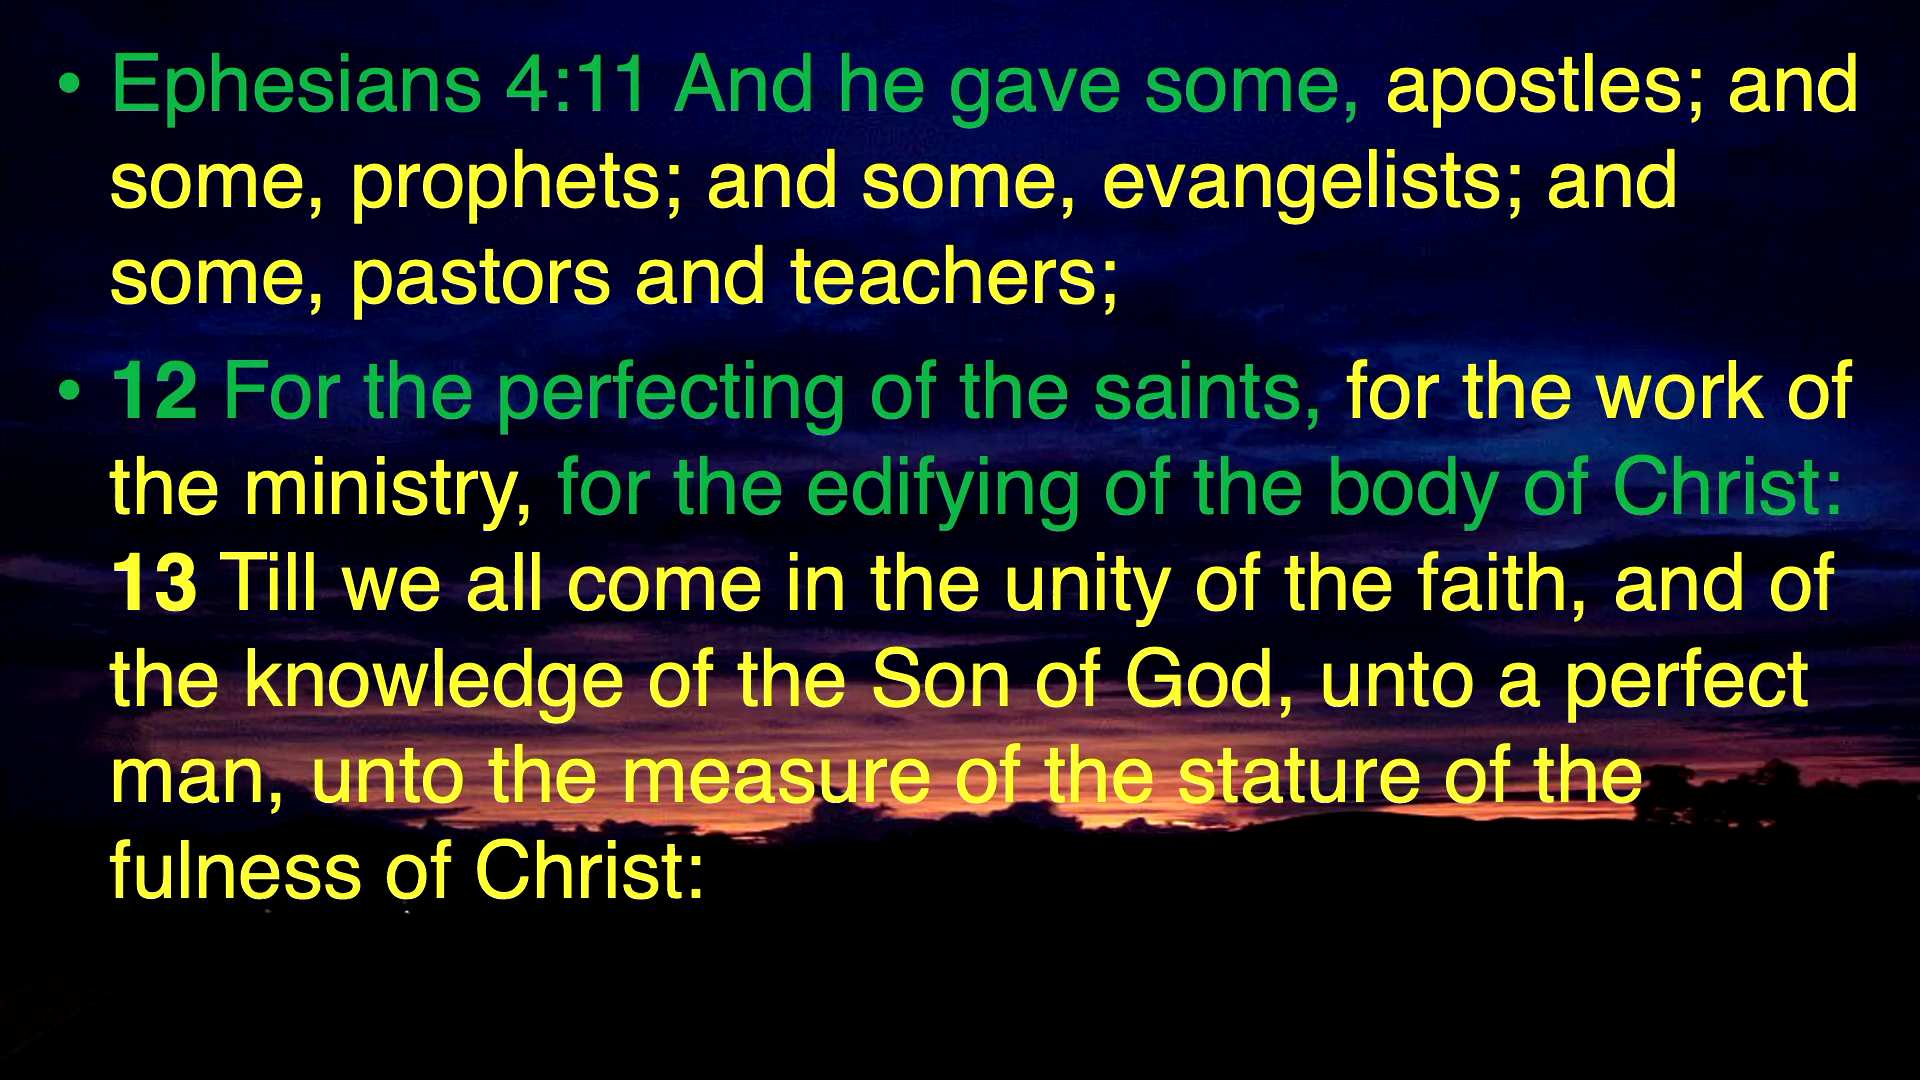 • Ephesians 4:11 And he gave some, apostles; and
some, prophets; and some, evangelists; and
some, pastors and teachers;
• 12 For the perfecting of the saints, for the work of
the ministry, for the edifying of the body of Christ:
13 Till we all come in the unity of the faith, and of
the knowledge of the Son of God, unto a perfect
man, unto the measure of the stature of the
fulness of Christ: